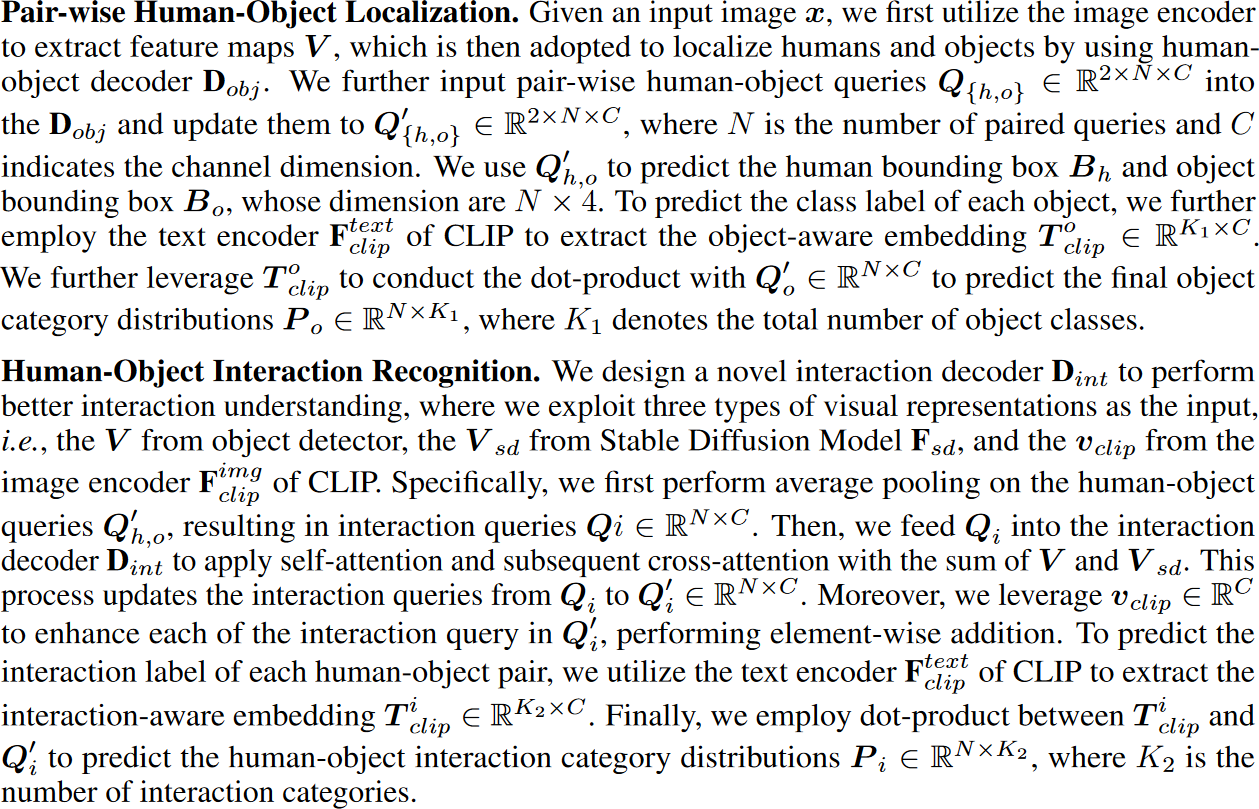 Pair-wise Human-Object Localization. Given an input image $\boldsymbol{x}$, we first utilize the image encoder
to extract feature maps $\boldsymbol{V}$, which is then adopted to localize humans and objects by using human-
object decoder $\mathbf{D}_{obj}$. We further input pair-wise human-object queries $\boldsymbol{Q}_{\{h,o\}} \in \mathbb{R}^{2\times N\times C}$ into
the $\mathbf{D}_{obj}$ and update them to $\boldsymbol{Q}'_{\{h,o\}} \in \mathbb{R}^{2\times N\times C}$, where $N$ is the number of paired queries and $C$
indicates the channel dimension. We use $\boldsymbol{Q}'_{h,o}$ to predict the human bounding box $\boldsymbol{B}_h$ and object
bounding box $\boldsymbol{B}_o$, whose dimension are $N \times 4$. To predict the class label of each object, we further
employ the text encoder $\mathbf{F}^{text}_{clip}$ of CLIP to extract the object-aware embedding $\boldsymbol{T}^{o}_{clip} \in \mathbb{R}^{K_1\times C}$.
We further leverage $\boldsymbol{T}^{o}_{clip}$ to conduct the dot-product with $\boldsymbol{Q}'_o \in \mathbb{R}^{N\times C}$ to predict the final object
category distributions $\boldsymbol{P}_o \in \mathbb{R}^{N\times K_1}$, where $K_1$ denotes the total number of object classes.
Human-Object Interaction Recognition. We design a novel interaction decoder $\mathbf{D}_{int}$ to perform
better interaction understanding, where we exploit three types of visual representations as the input,
i.e., the $\boldsymbol{V}$ from object detector, the $\boldsymbol{V}_{sd}$ from Stable Diffusion Model $\mathbf{F}_{sd}$, and the $\boldsymbol{v}_{clip}$ from the
image encoder $\mathbf{F}^{img}_{clip}$ of CLIP. Specifically, we first perform average pooling on the human-object
queries $\boldsymbol{Q}'_{h,o}$, resulting in interaction queries $\boldsymbol{Q}i \in \mathbb{R}^{N\times C}$. Then, we feed $\boldsymbol{Q}_i$ into the interaction
decoder $\mathbf{D}_{int}$ to apply self-attention and subsequent cross-attention with the sum of $\boldsymbol{V}$ and $\boldsymbol{V}_{sd}$. This
process updates the interaction queries from $\boldsymbol{Q}_i$ to $\boldsymbol{Q}'_i \in \mathbb{R}^{N\times C}$. Moreover, we leverage $\boldsymbol{v}_{clip} \in \mathbb{R}^{C}$
to enhance each of the interaction query in $\boldsymbol{Q}'_i$, performing element-wise addition. To predict the
interaction label of each human-object pair, we utilize the text encoder $\mathbf{F}^{text}_{clip}$ of CLIP to extract the
interaction-aware embedding $\boldsymbol{T}^{i}_{clip} \in \mathbb{R}^{K_2\times C}$. Finally, we employ dot-product between $\boldsymbol{T}^{i}_{clip}$ and
$\boldsymbol{Q}'_i$ to predict the human-object interaction category distributions $\boldsymbol{P}_i \in \mathbb{R}^{N\times K_2}$, where $K_2$ is the
number of interaction categories.